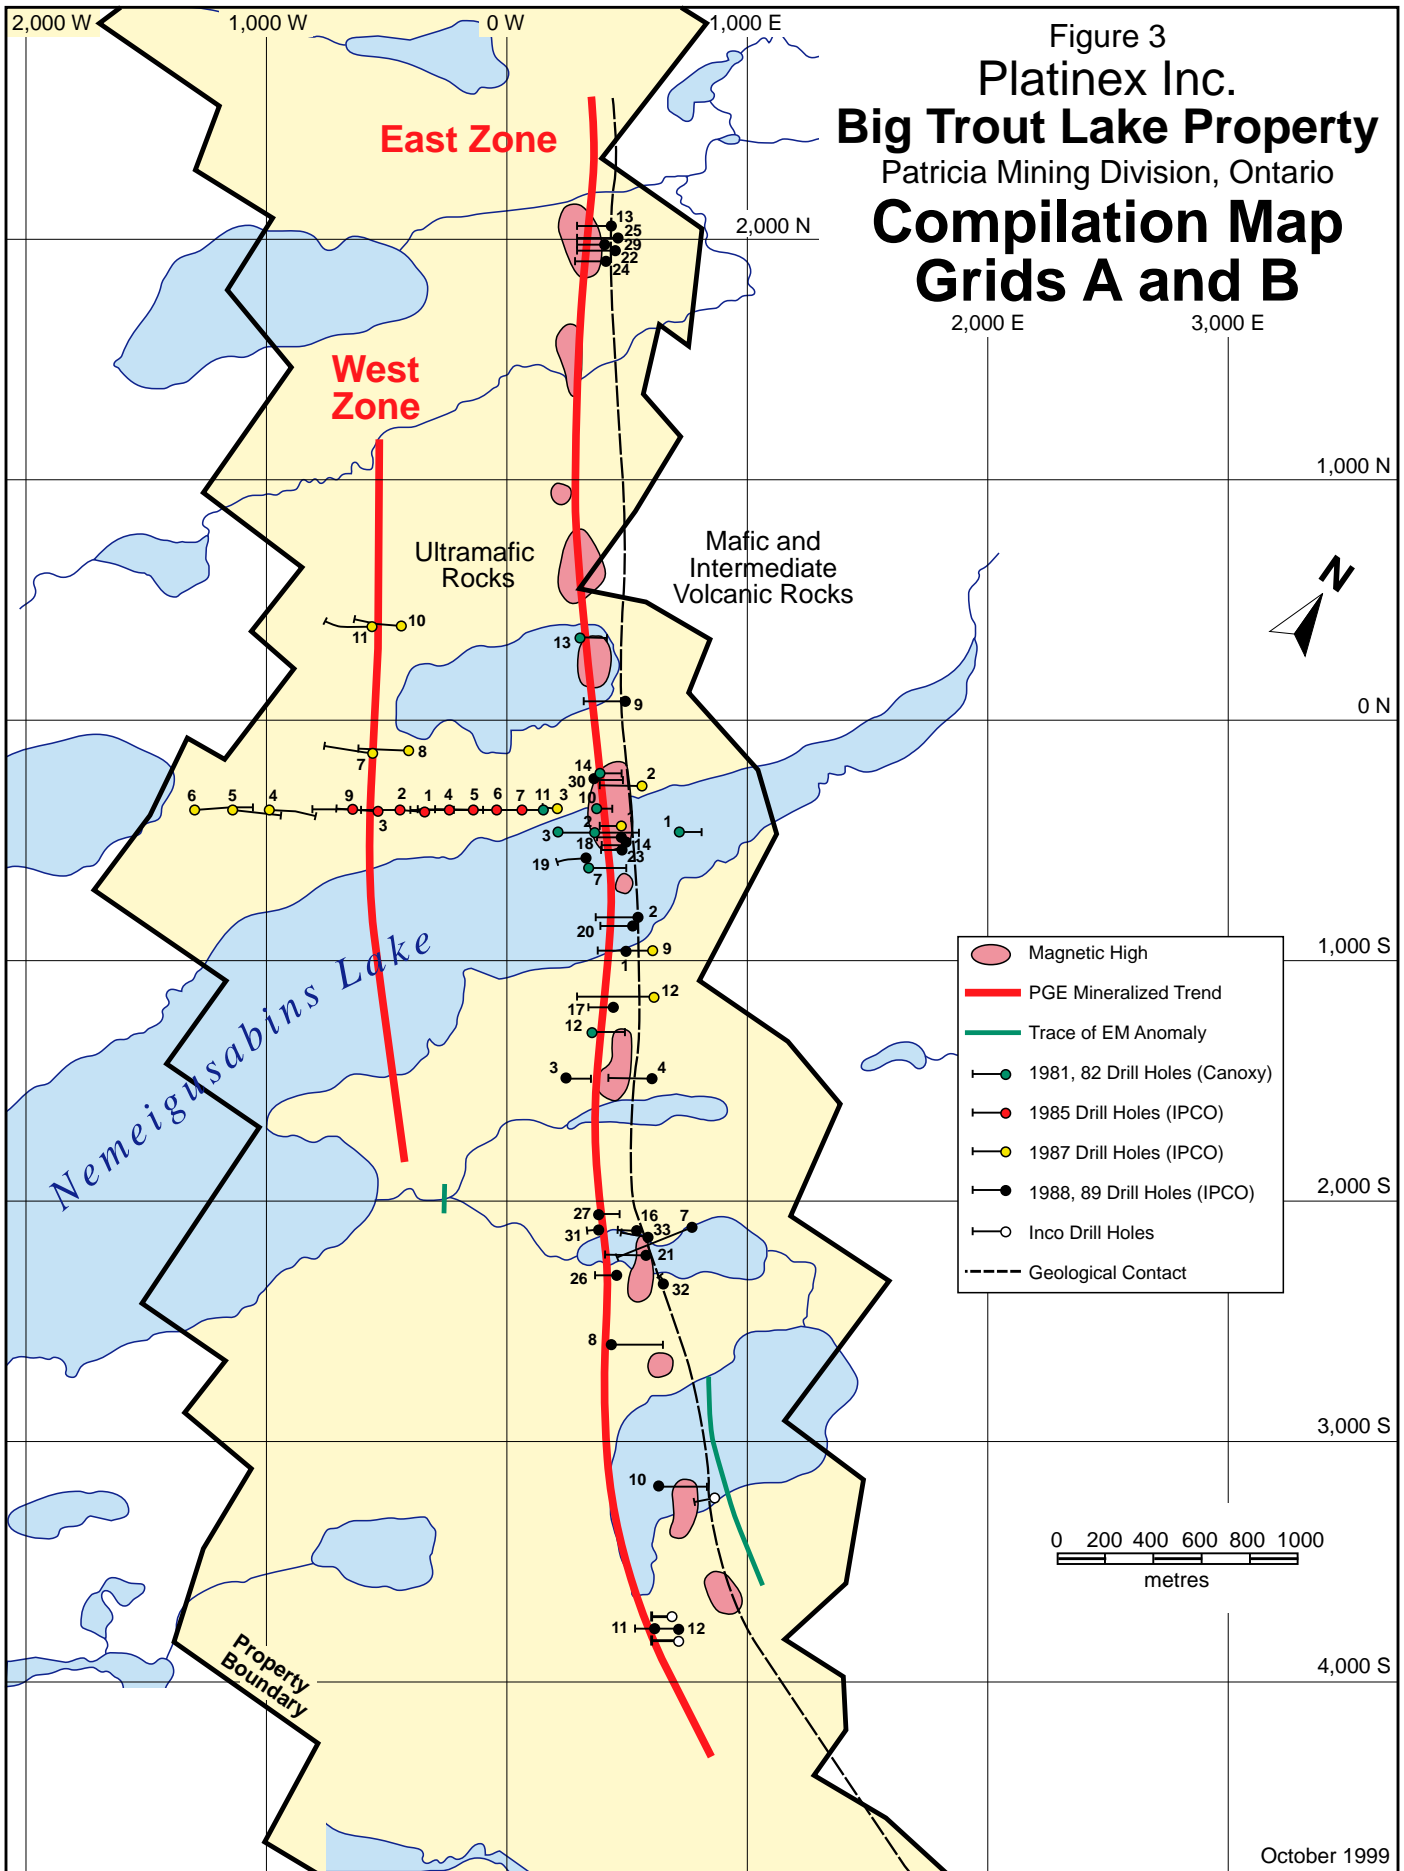 2,000 W
1,000 W
0 W
1,000 E
Figure 3
Platinex Inc.
Big Trout Lake Property
Patricia Mining Division, Ontario
Compilation Map
Grids A and B
2,000 E
3,000 E
East Zone
2,000 N
13
25
29
22
24
West
Zone
1,000 N
Ultramafic
Rocks
Mafic and
Intermediate
Volcanic Rocks
N
10
11
13
9
0 N
8
7
14
30
2
6
5
4
9
3
2
1
4
5
6
7
11
3
10
2
3
1
14
18
23
19
7
2
20
9
1
1,000 S
Nemeigusabins Lake
12
17
12
3
4
Magnetic High
PGE Mineralized Trend
Trace of EM Anomaly
1981, 82 Drill Holes (Canoxy)
1985 Drill Holes (IPCO)
1987 Drill Holes (IPCO)
1988, 89 Drill Holes (IPCO)
Inco Drill Holes
Geological Contact
2,000 S
27
16
7
31
33
21
26
32
8
3,000 S
10
0 200 400 600 800 1000
metres
11
12
Property
Boundary
4,000 S
October 1999